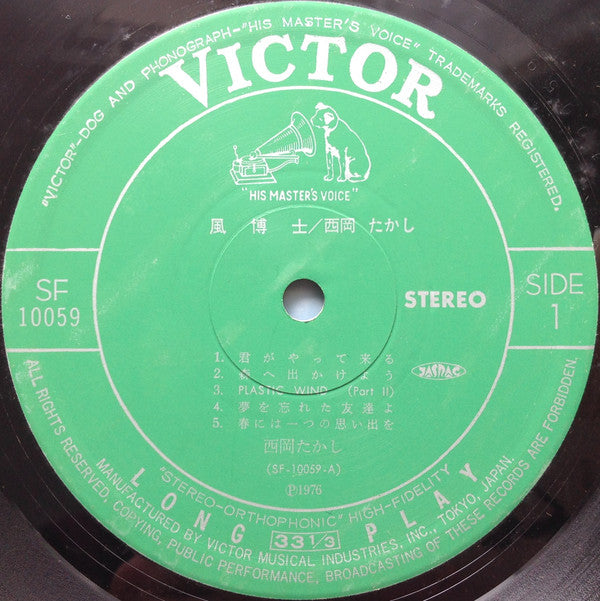 "VICTOR"-DOG AND PHONOGRAPH-"HIS MASTER'S VOICE" TRADEMARKS REGISTERED,
VICTOR
"HIS MASTER'S VOICE"
風 博 士/西岡 たかし
SF
10059
STEREO
SIDE
1
JASRAC
1. 君がやって来る
2. 森へ出かけよう
3. PLASTIC WIND (Part II)
4. 夢を忘れた友達よ
5. 春には一つの思い出を
西岡たかし
(SF-10059-A)
Ⓟ1976
"STEREO-ORTHOPHONIC" HIGH-FIDELITY
LONG 33 1/3 PLAY
MANUFACTURED BY VICTOR MUSICAL INDUSTRIES, INC., TOKYO, JAPAN.
ALL RIGHTS RESERVED, COPYING, PUBLIC PERFORMANCE, BROADCASTING OF THESE RECORDS ARE FORBIDDEN.